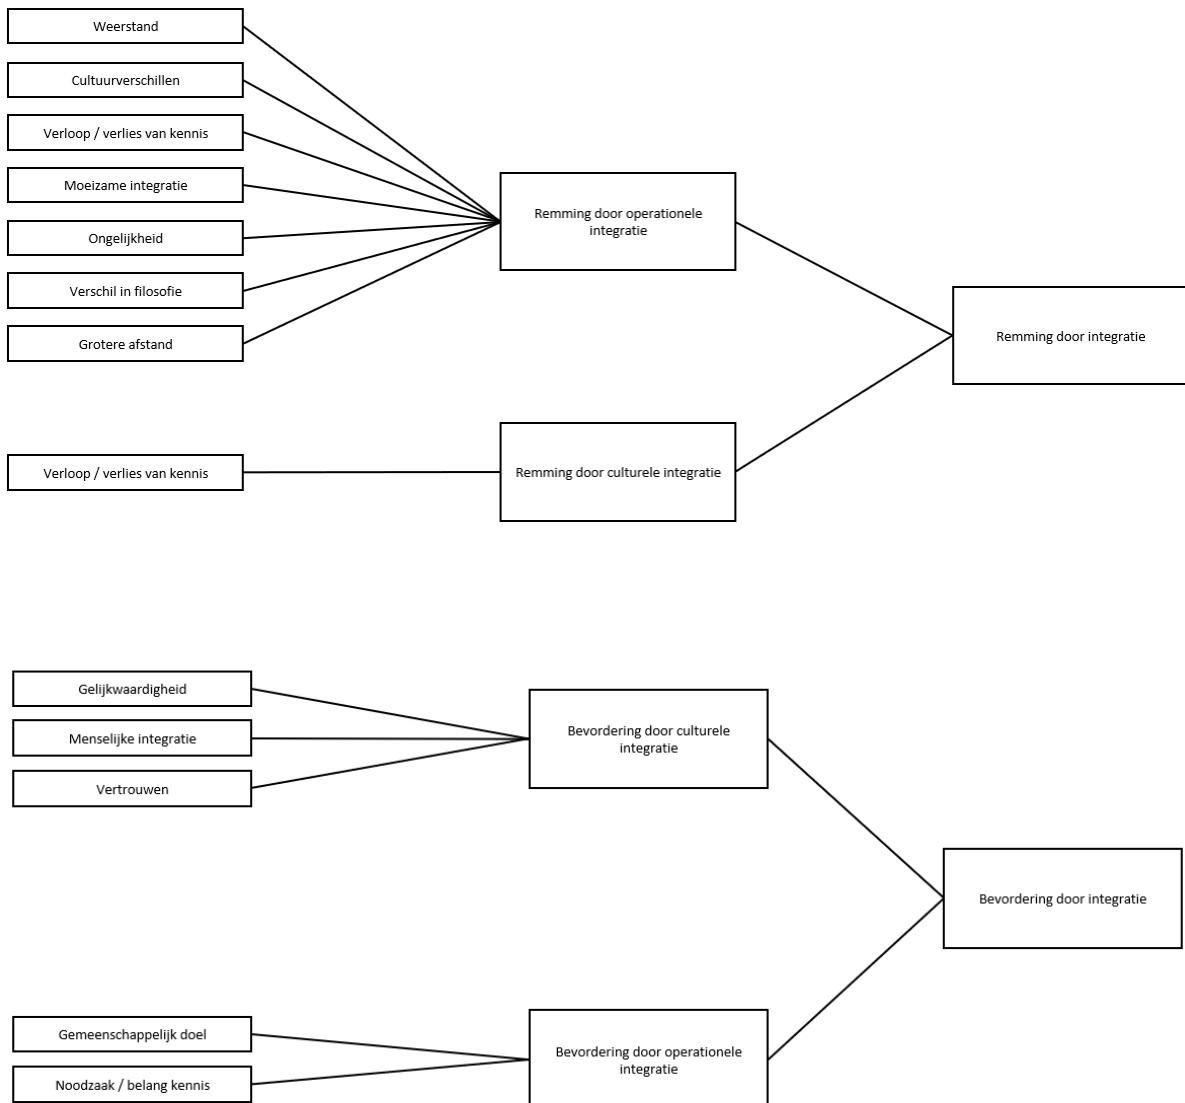 Weerstand
Cultuurverschillen
Verloop / verlies van kennis
Moeizame integratie
Ongelijkheid
Verschil in filosofie
Grotere afstand
Remming door operationele
integratie
Remming door integratie
Verloop / verlies van kennis
Remming door culturele integratie
Gelijkwaardigheid
Menselijke integratie
Vertrouwen
Bevordering door culturele
integratie
Bevordering door integratie
Gemeenschappelijk doel
Noodzaak / belang kennis
Bevordering door operationele
integratie